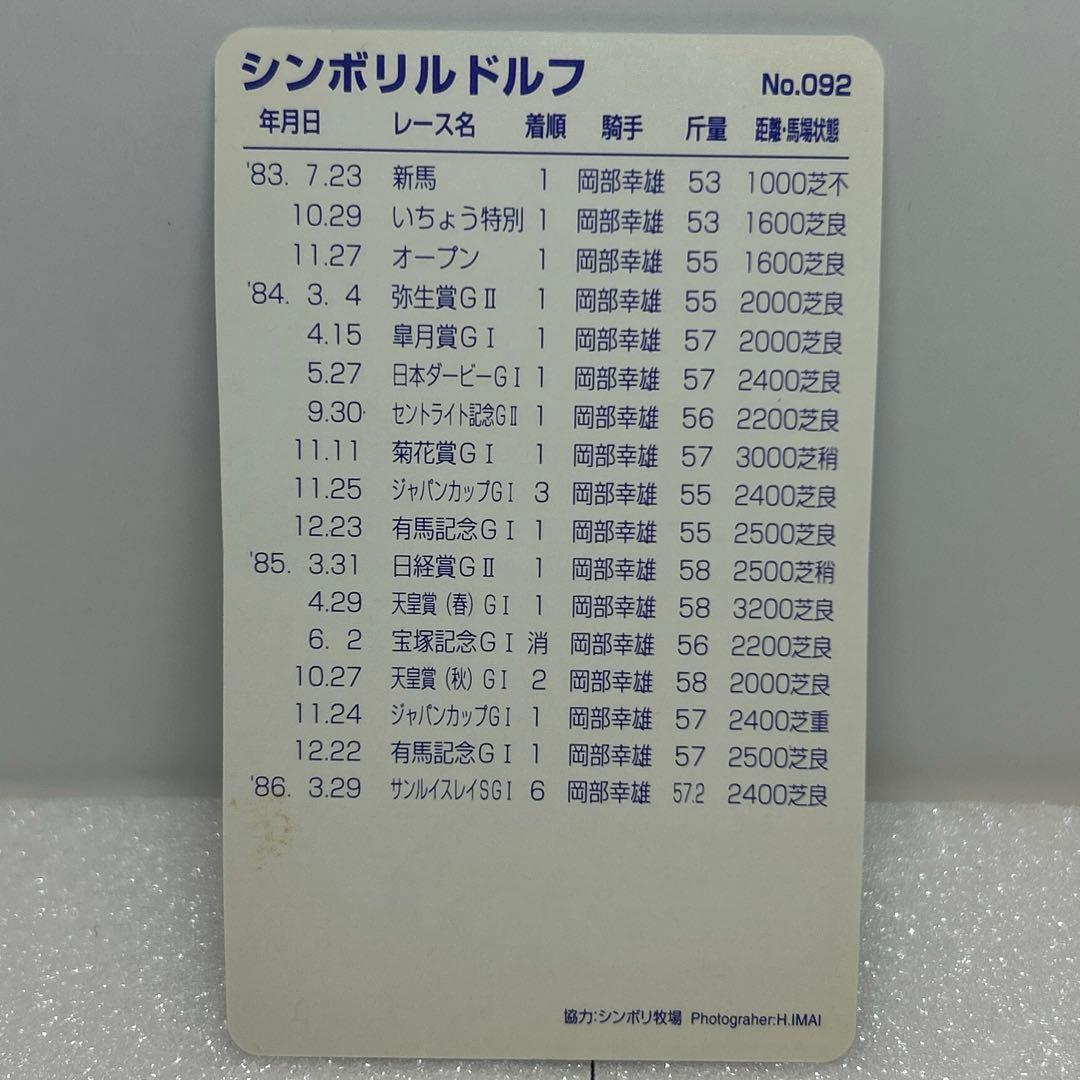 シンボリルドルフ No.092
年月日 レース名 着順 騎手 斤量 距離・馬場状態
'83. 7.23 新馬 1 岡部幸雄 53 1000芝不
10.29 いちょう特別 1 岡部幸雄 53 1600芝良
11.27 オープン 1 岡部幸雄 55 1600芝良
'84. 3. 4 弥生賞GⅡ 1 岡部幸雄 55 2000芝良
4.15 皐月賞GⅠ 1 岡部幸雄 57 2000芝良
5.27 日本ダービーGⅠ 1 岡部幸雄 57 2400芝良
9.30 セントライト記念GⅡ 1 岡部幸雄 56 2200芝良
11.11 菊花賞GⅠ 1 岡部幸雄 57 3000芝稍
11.25 ジャパンカップGⅠ 3 岡部幸雄 55 2400芝良
12.23 有馬記念GⅠ 1 岡部幸雄 55 2500芝良
'85. 3.31 日経賞GⅡ 1 岡部幸雄 58 2500芝稍
4.29 天皇賞（春）GⅠ 1 岡部幸雄 58 3200芝良
6. 2 宝塚記念GⅠ 消 岡部幸雄 56 2200芝良
10.27 天皇賞（秋）GⅠ 2 岡部幸雄 58 2000芝良
11.24 ジャパンカップGⅠ 1 岡部幸雄 57 2400芝重
12.22 有馬記念GⅠ 1 岡部幸雄 57 2500芝良
'86. 3.29 サンルイスレイSGⅠ 6 岡部幸雄 57.2 2400芝良
協力:シンボリ牧場 Photograher:H.IMAI